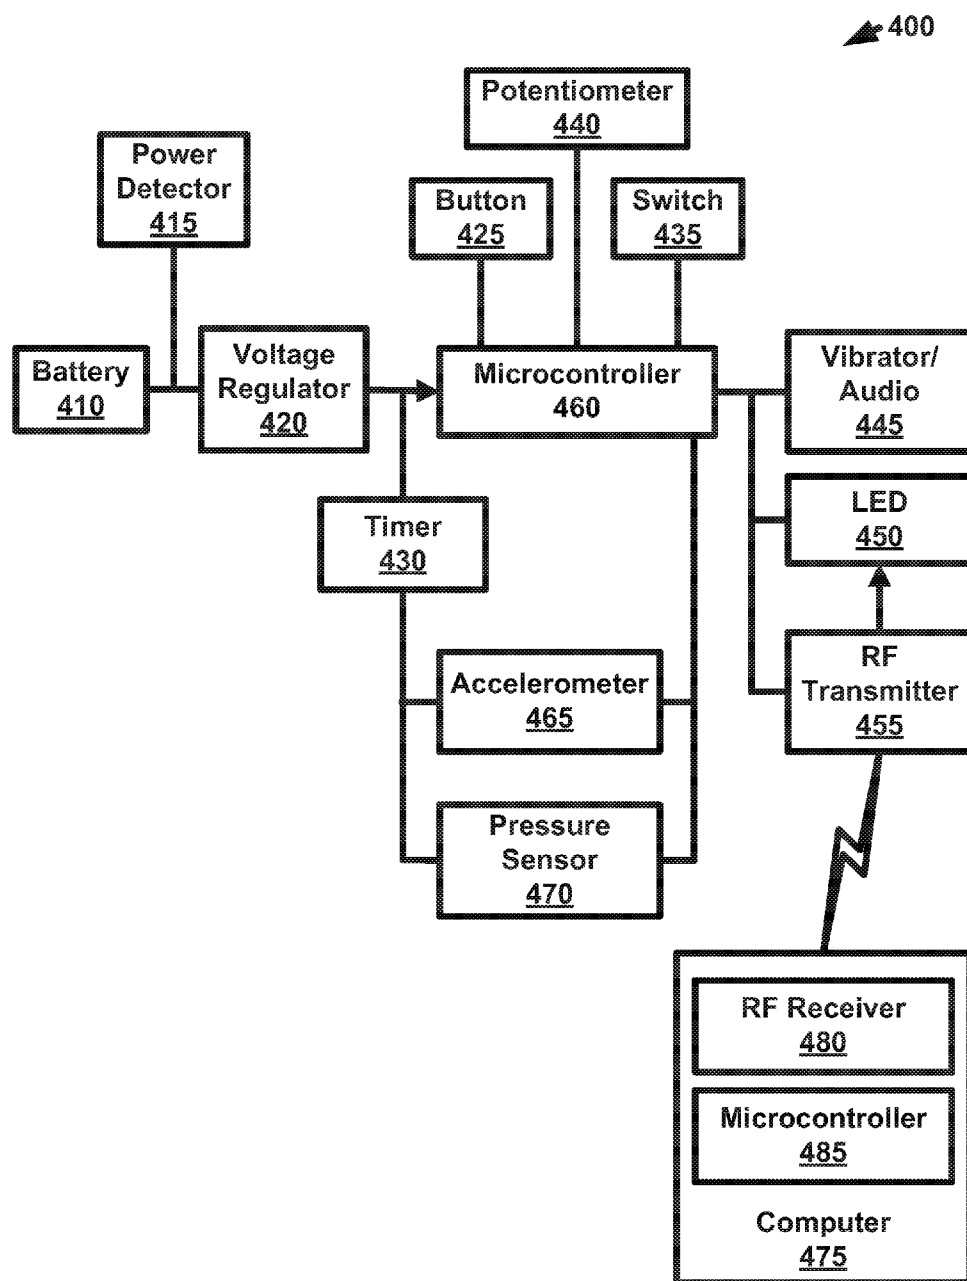 400
Potentiometer
440
Power
Detector
415
Button
425
Switch
435
Battery
410
Voltage
Regulator
420
Microcontroller
460
Vibrator/
Audio
445
LED
450
Timer
430
RF
Transmitter
455
Accelerometer
465
Pressure
Sensor
470
RF Receiver
480
Microcontroller
485
Computer
475